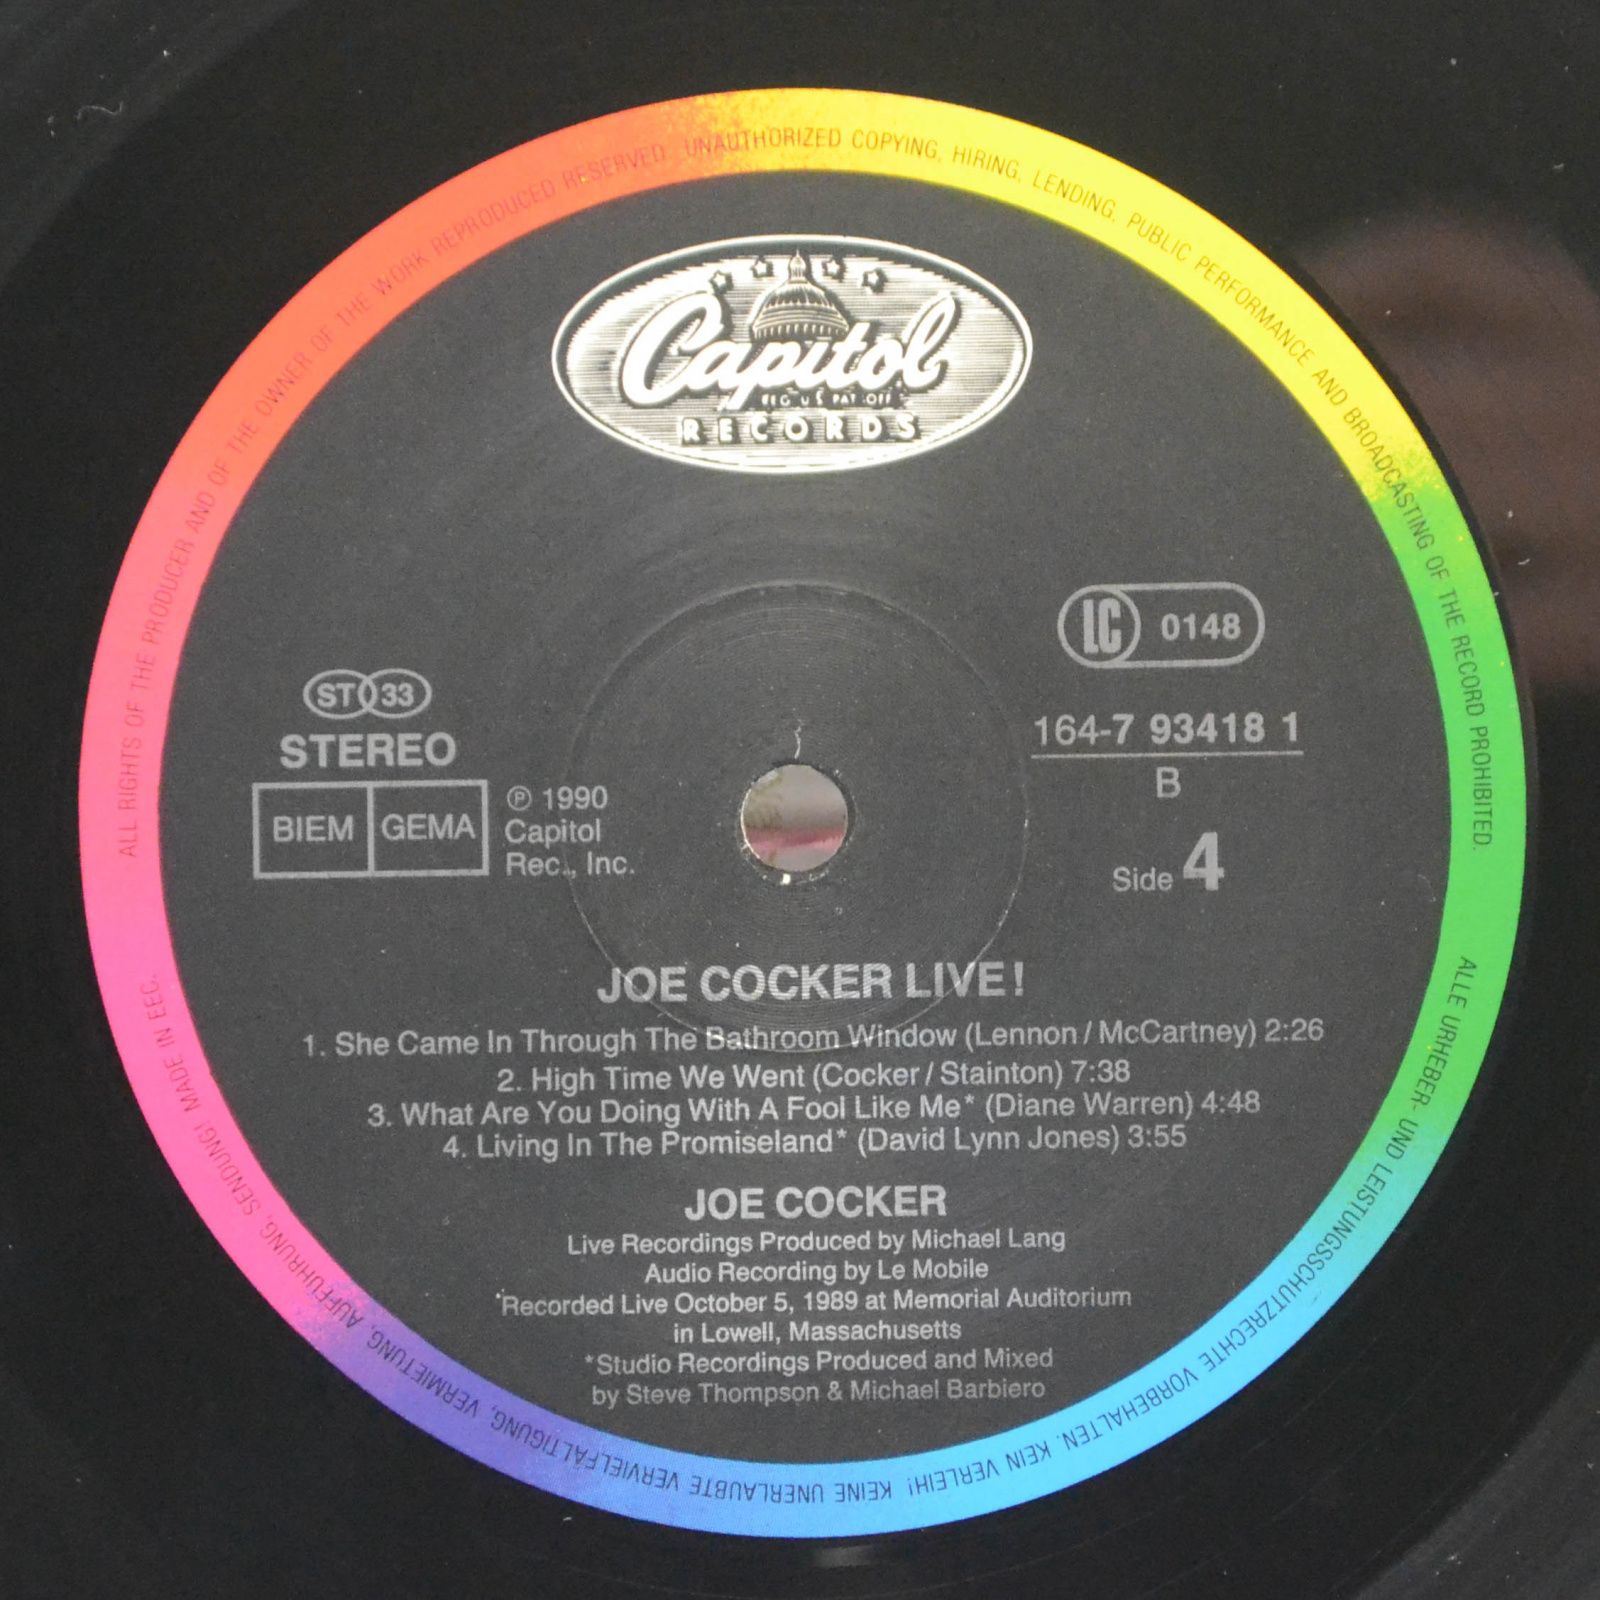 ALL RIGHTS OF THE PRODUCER AND OF THE OWNER OF THE WORK REPRODUCED RESERVED. UNAUTHORIZED COPYING, HIRING, LENDING, PUBLIC PERFORMANCE AND BROADCASTING OF THE RECORD PROHIBITED.
Capitol
REG U S PAT OFF
RECORDS
LC 0148
ST 33
STEREO
BIEM GEMA
℗ 1990
Capitol
Rec., Inc.
164-7 93418 1
B
Side 4
JOE COCKER LIVE!
1. She Came In Through The Bathroom Window (Lennon / McCartney) 2:26
2. High Time We Went (Cocker / Stainton) 7:38
3. What Are You Doing With A Fool Like Me* (Diane Warren) 4:48
4. Living In The Promiseland* (David Lynn Jones) 3:55
JOE COCKER
Live Recordings Produced by Michael Lang
Audio Recording by Le Mobile
Recorded Live October 5, 1989 at Memorial Auditorium
in Lowell, Massachusetts
*Studio Recordings Produced and Mixed
by Steve Thompson & Michael Barbiero
ALLE URHEBER- UND LEISTUNGSSCHUTZRECHTE VORBEHALTEN. KEIN VERLEIH! KEINE UNERLAUBTE VERVIELFÄLTIGUNG, VERMIETUNG, AUFFÜHRUNG, SENDUNG! MADE IN EEC.